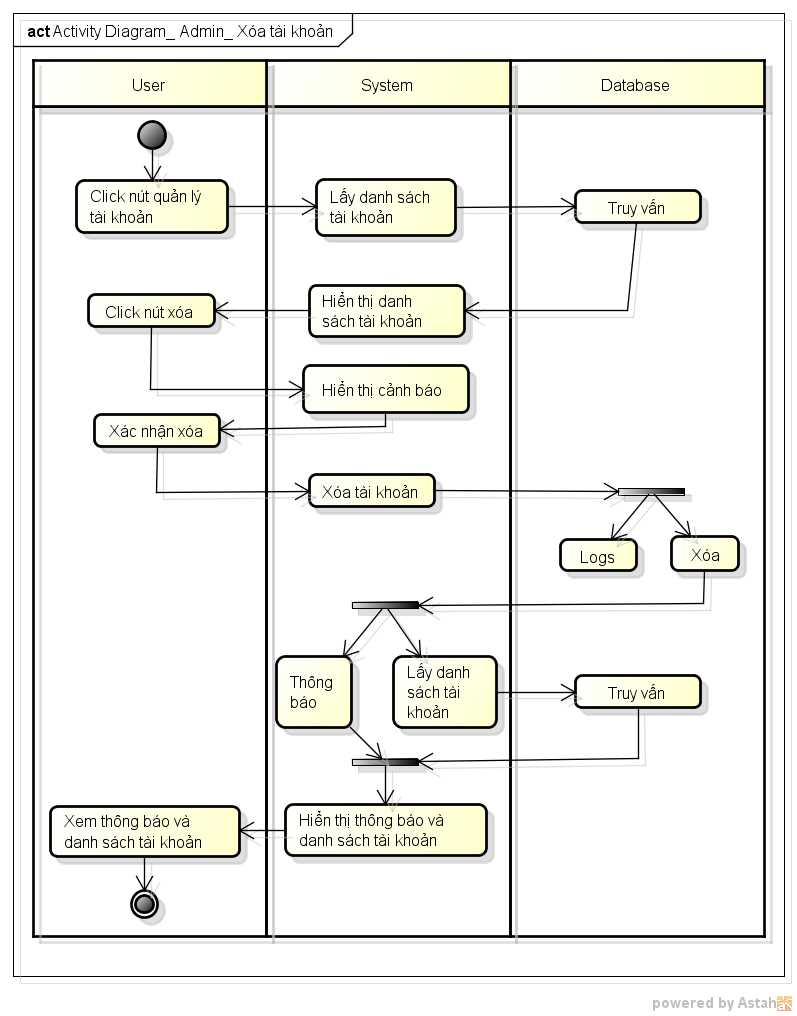 act Activity Diagram_ Admin_ Xóa tài khoản
User
System
Database
Click nút quản lý
tài khoản
Lấy danh sách
tài khoản
Truy vấn
Click nút xóa
Hiển thị danh
sách tài khoản
Hiển thị cảnh báo
Xác nhận xóa
Xóa tài khoản
Logs
Xóa
Thông
báo
Lấy danh
sách tài
khoản
Truy vấn
Xem thông báo và
danh sách tài khoản
Hiển thị thông báo và
danh sách tài khoản
powered by Astah